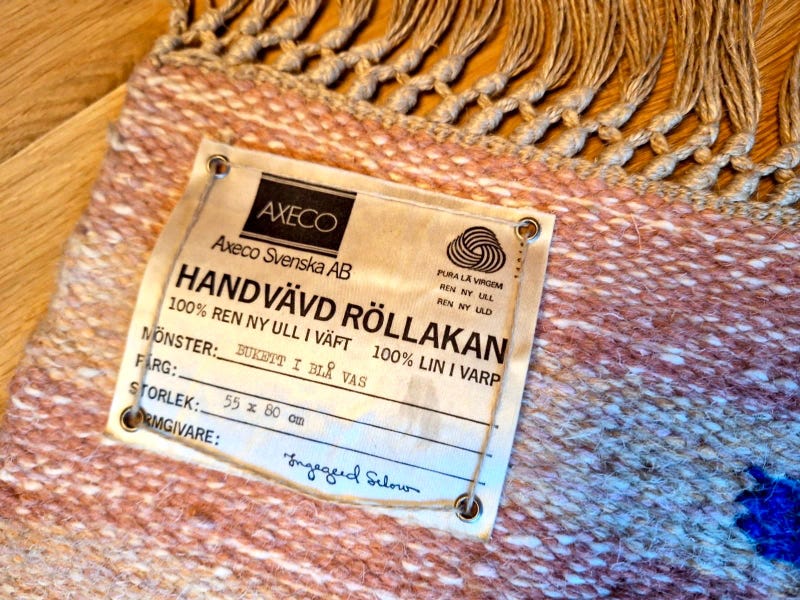 AXECO
Axeco Svenska AB
PURA LÃ VIRGEM
REN NY ULL
REN NY ULD
HANDVÄVD RÖLLAKAN
100% REN NY ULL I VÄFT 100% LIN I VARP
MÖNSTER: BUKETT I BLÅ VAS
FÄRG:
STORLEK: 55 x 80 cm
FORMGIVARE: Ingegerd Silow